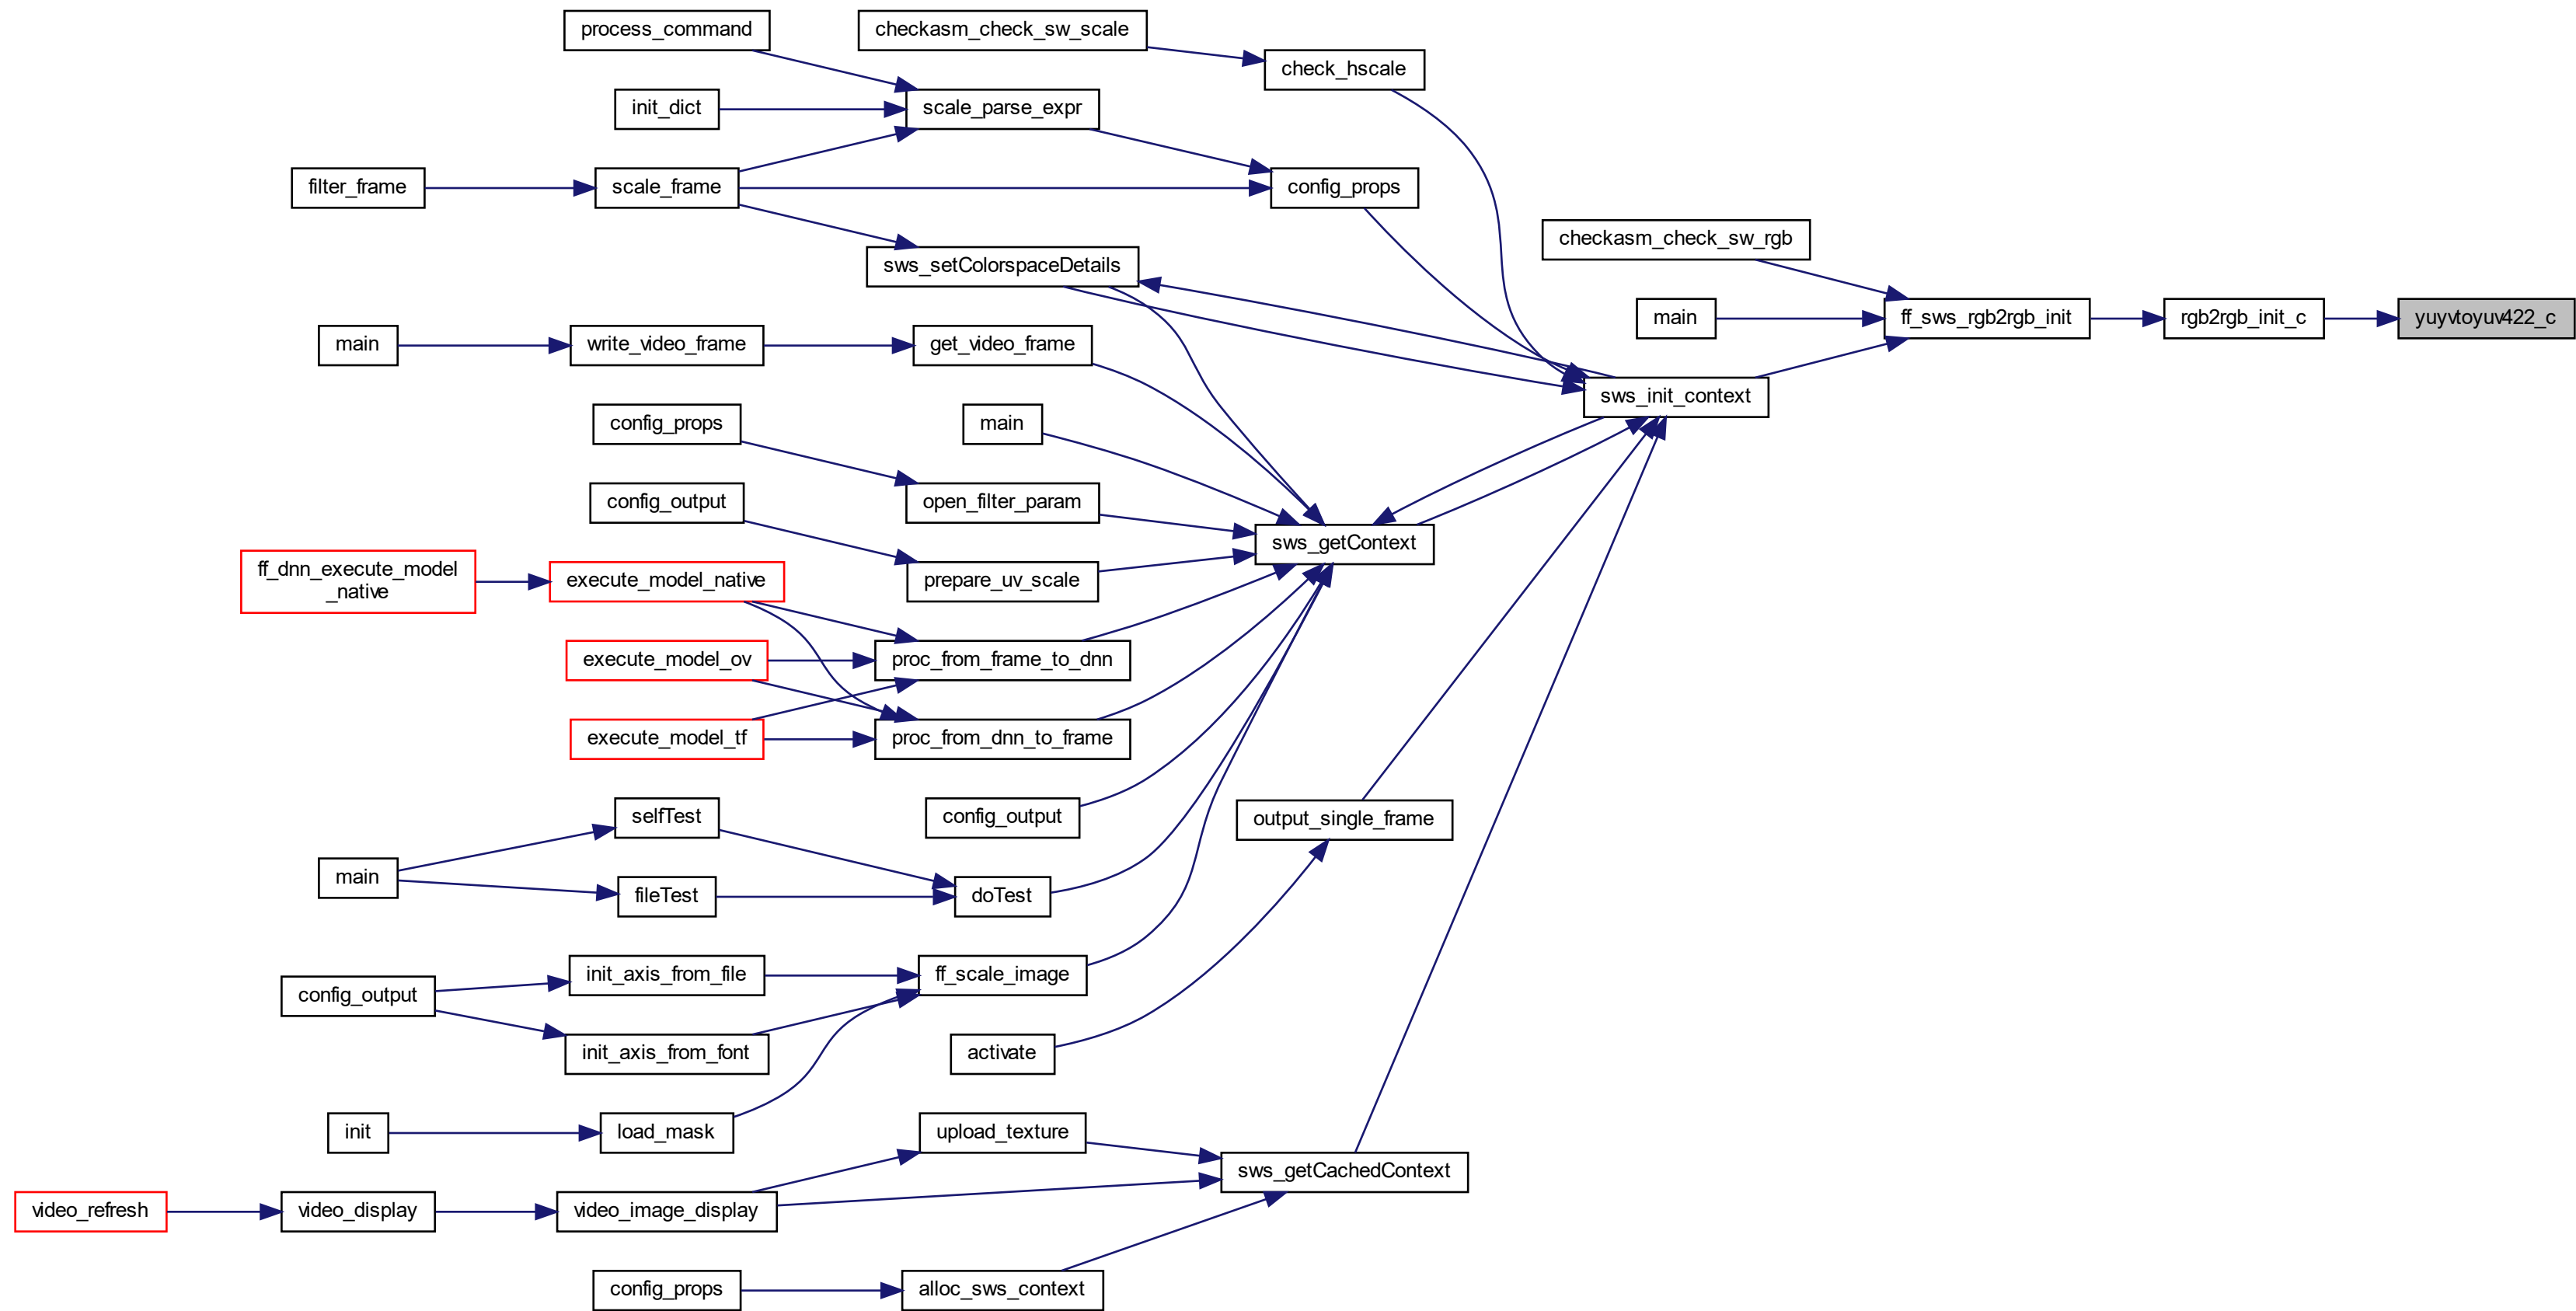 process_command
checkasm_check_sw_scale
check_hscale
init_dict
scale_parse_expr
filter_frame
scale_frame
config_props
checkasm_check_sw_rgb
sws_setColorspaceDetails
main
ff_sws_rgb2rgb_init
rgb2rgb_init_c
yuyvtoyuv422_c
main
write_video_frame
get_video_frame
sws_init_context
config_props
main
config_output
open_filter_param
sws_getContext
ff_dnn_execute_model
_native
execute_model_native
prepare_uv_scale
execute_model_ov
proc_from_frame_to_dnn
execute_model_tf
proc_from_dnn_to_frame
selfTest
config_output
output_single_frame
main
fileTest
doTest
config_output
init_axis_from_file
ff_scale_image
init_axis_from_font
activate
init
load_mask
upload_texture
sws_getCachedContext
video_refresh
video_display
video_image_display
config_props
alloc_sws_context